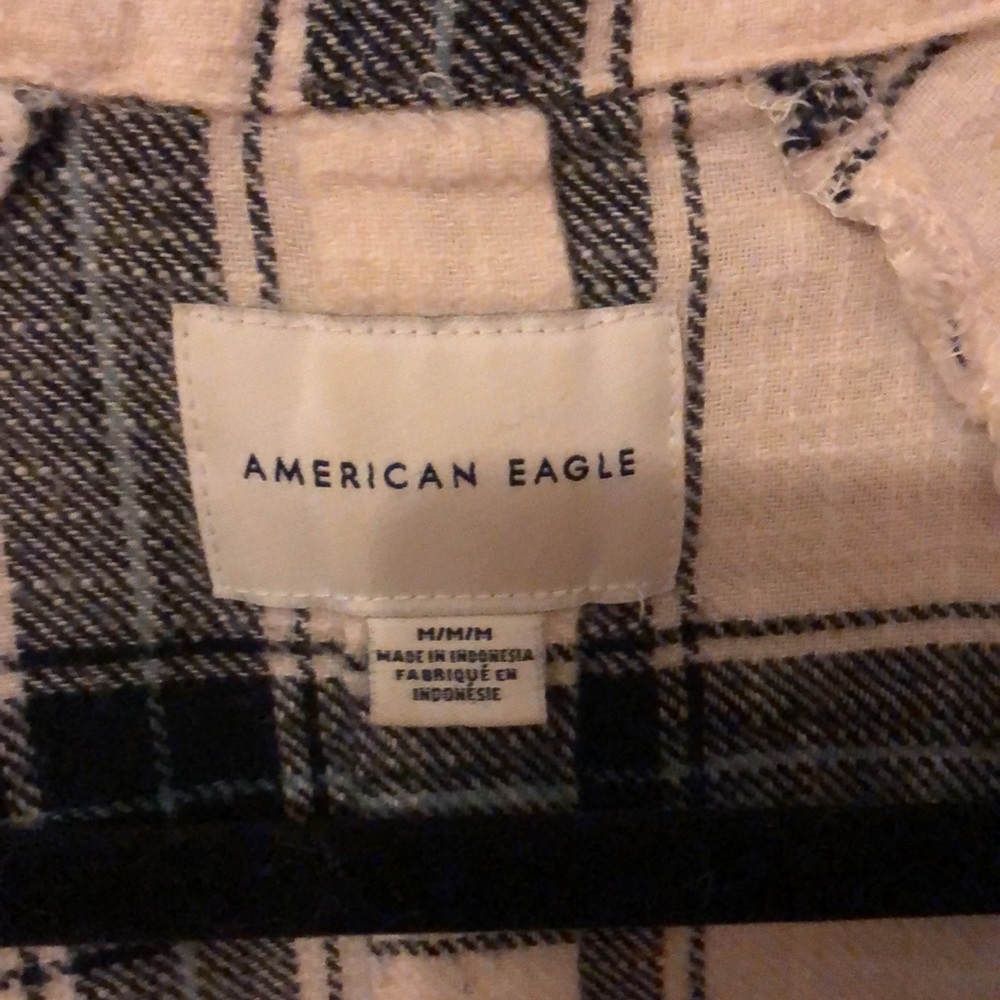 AMERICAN EAGLE
M/M/M
MADE IN INDONESIA
FABRIQUÉ EN
INDONÉSIE